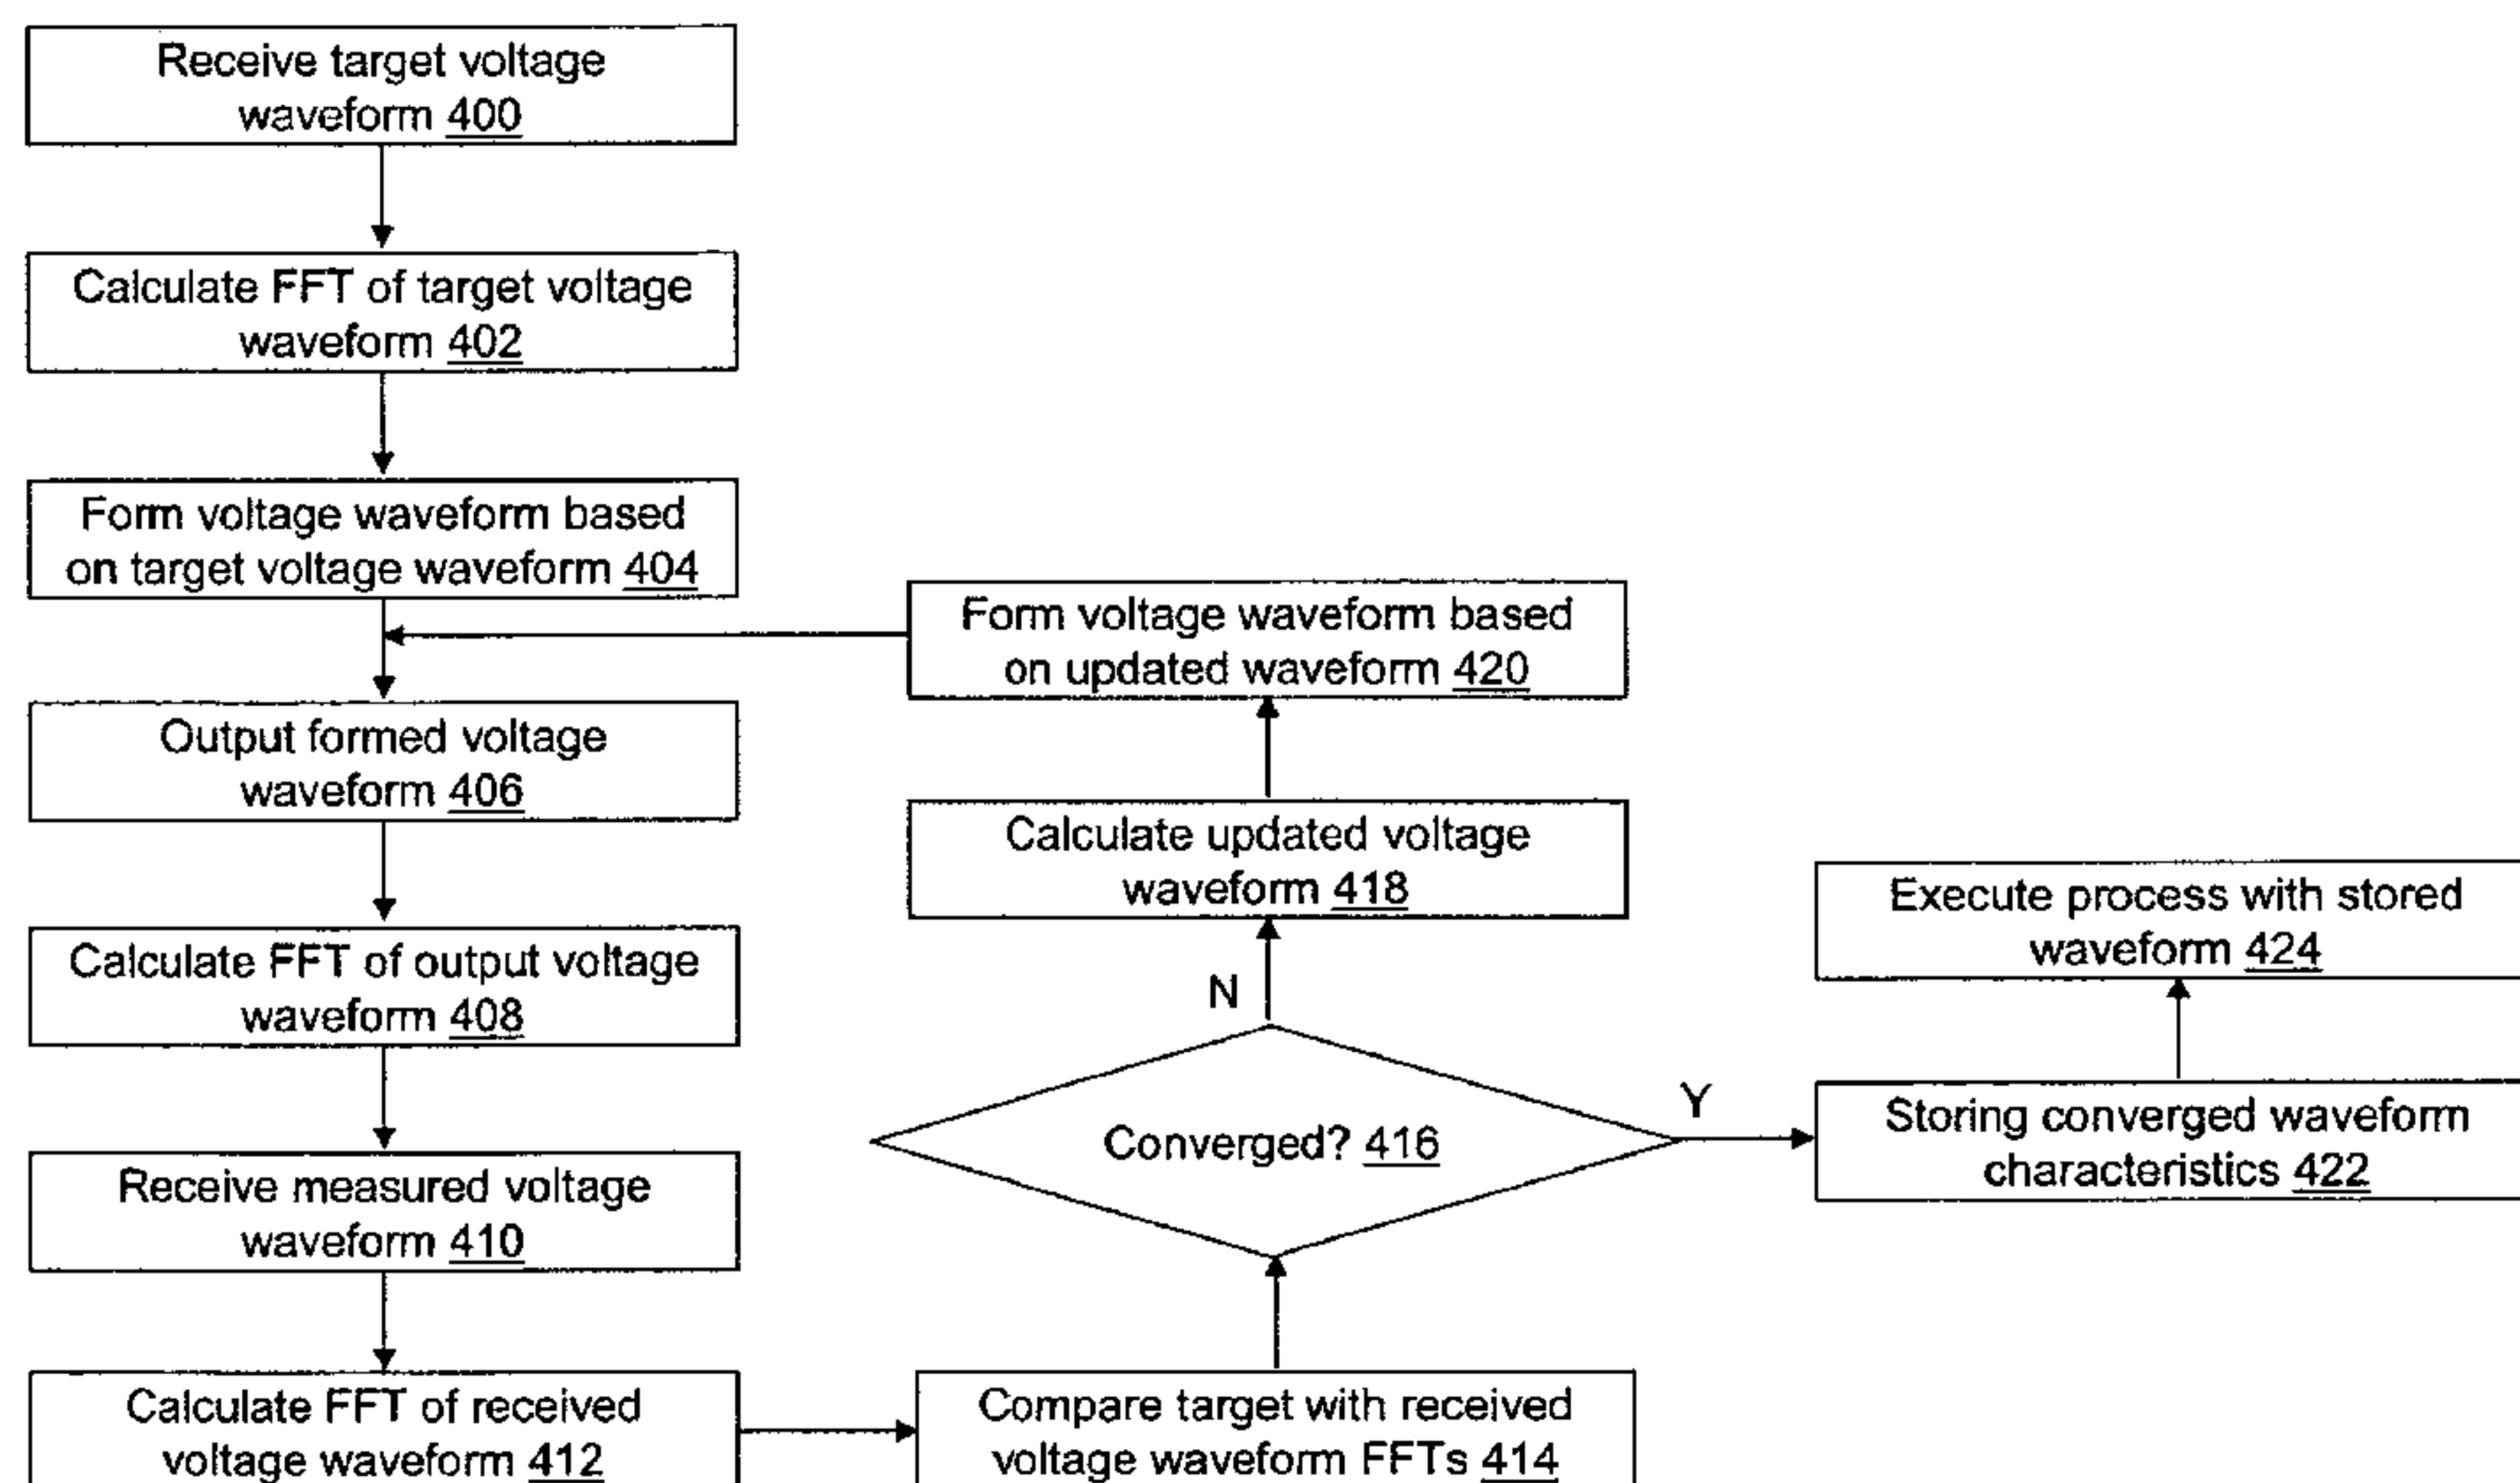 Receive target voltage
waveform 400
Calculate FFT of target voltage
waveform 402
Form voltage waveform based
on target voltage waveform 404
Output formed voltage
waveform 406
Calculate FFT of output voltage
waveform 408
Receive measured voltage
waveform 410
Calculate FFT of received
voltage waveform 412
Compare target with received
voltage waveform FFTs 414
Converged? 416
N
Y
Calculate updated voltage
waveform 418
Form voltage waveform based
on updated waveform 420
Storing converged waveform
characteristics 422
Execute process with stored
waveform 424